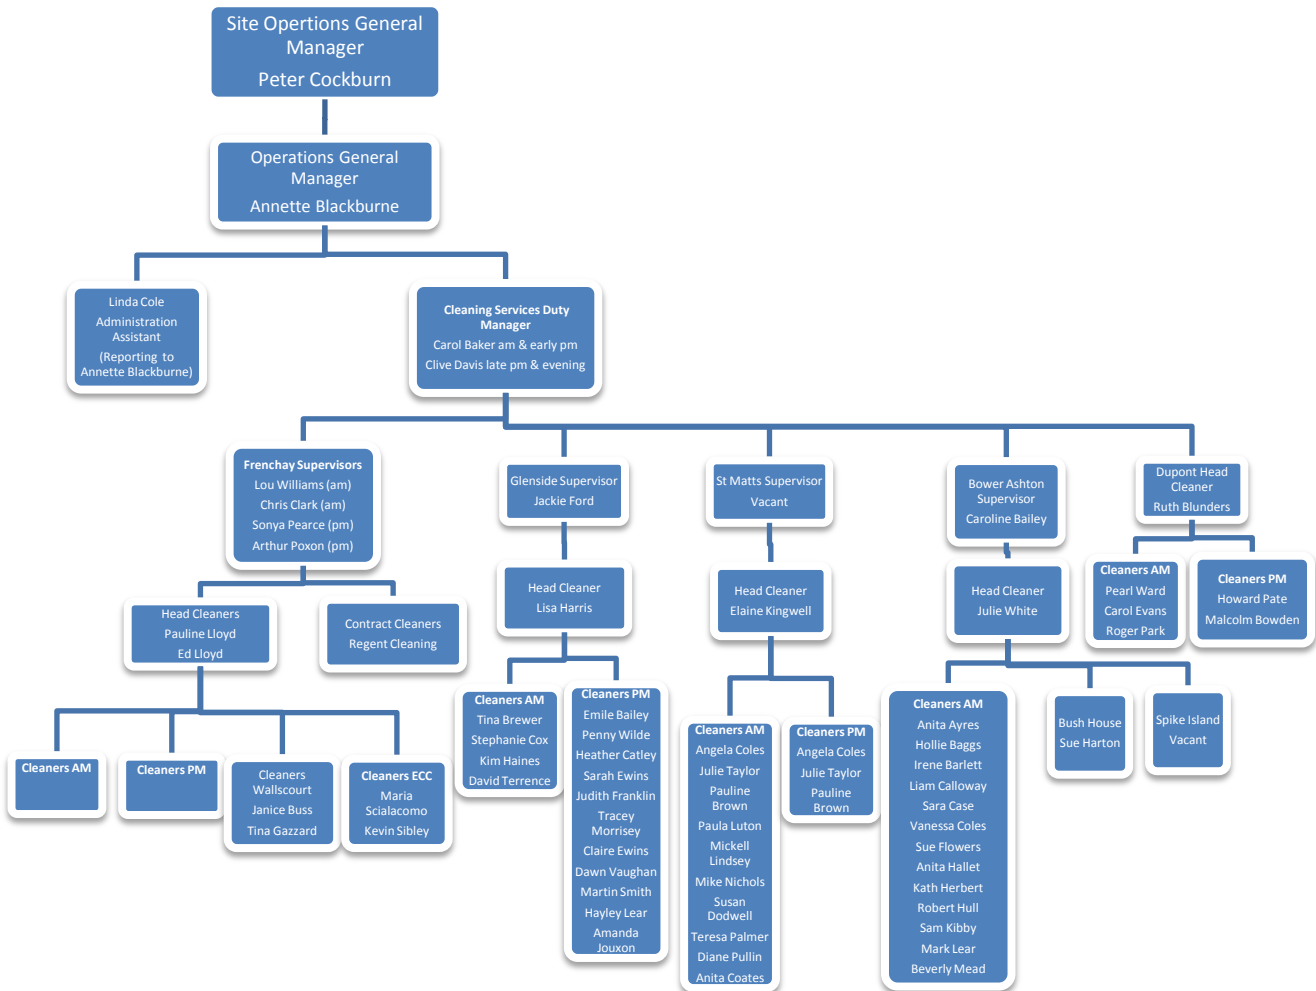 Site Opertions General
Manager
Peter Cockburn
Operations General
Manager
Annette Blackburne
Linda Cole
Administration
Assistant
(Reporting to
Annette Blackburne)
Cleaning Services Duty
Manager
Carol Baker am & early pm
Clive Davis late pm & evening
Frenchay Supervisors
Lou Williams (am)
Chris Clark (am)
Sonya Pearce (pm)
Arthur Poxon (pm)
Glenside Supervisor
Jackie Ford
St Matts Supervisor
Vacant
Bower Ashton
Supervisor
Caroline Bailey
Dupont Head
Cleaner
Ruth Blunders
Head Cleaners
Pauline Lloyd
Ed Lloyd
Contract Cleaners
Regent Cleaning
Head Cleaner
Lisa Harris
Head Cleaner
Elaine Kingwell
Head Cleaner
Julie White
Cleaners AM
Pearl Ward
Carol Evans
Roger Park
Cleaners PM
Howard Pate
Malcolm Bowden
Cleaners AM
Cleaners PM
Cleaners
Wallscourt
Janice Buss
Tina Gazzard
Cleaners ECC
Maria
Scialacomo
Kevin Sibley
Cleaners AM
Tina Brewer
Stephanie Cox
Kim Haines
David Terrence
Cleaners PM
Emile Bailey
Penny Wilde
Heather Catley
Sarah Ewins
Judith Franklin
Tracey
Morrisey
Claire Ewins
Dawn Vaughan
Martin Smith
Hayley Lear
Amanda
Jouxon
Cleaners AM
Angela Coles
Julie Taylor
Pauline
Brown
Paula Luton
Mickell
Lindsey
Mike Nichols
Susan
Dodwell
Teresa Palmer
Diane Pullin
Anita Coates
Cleaners PM
Angela Coles
Julie Taylor
Pauline
Brown
Cleaners AM
Anita Ayres
Hollie Baggs
Irene Barlett
Liam Calloway
Sara Case
Vanessa Coles
Sue Flowers
Anita Hallet
Kath Herbert
Robert Hull
Sam Kibby
Mark Lear
Beverly Mead
Bush House
Sue Harton
Spike Island
Vacant